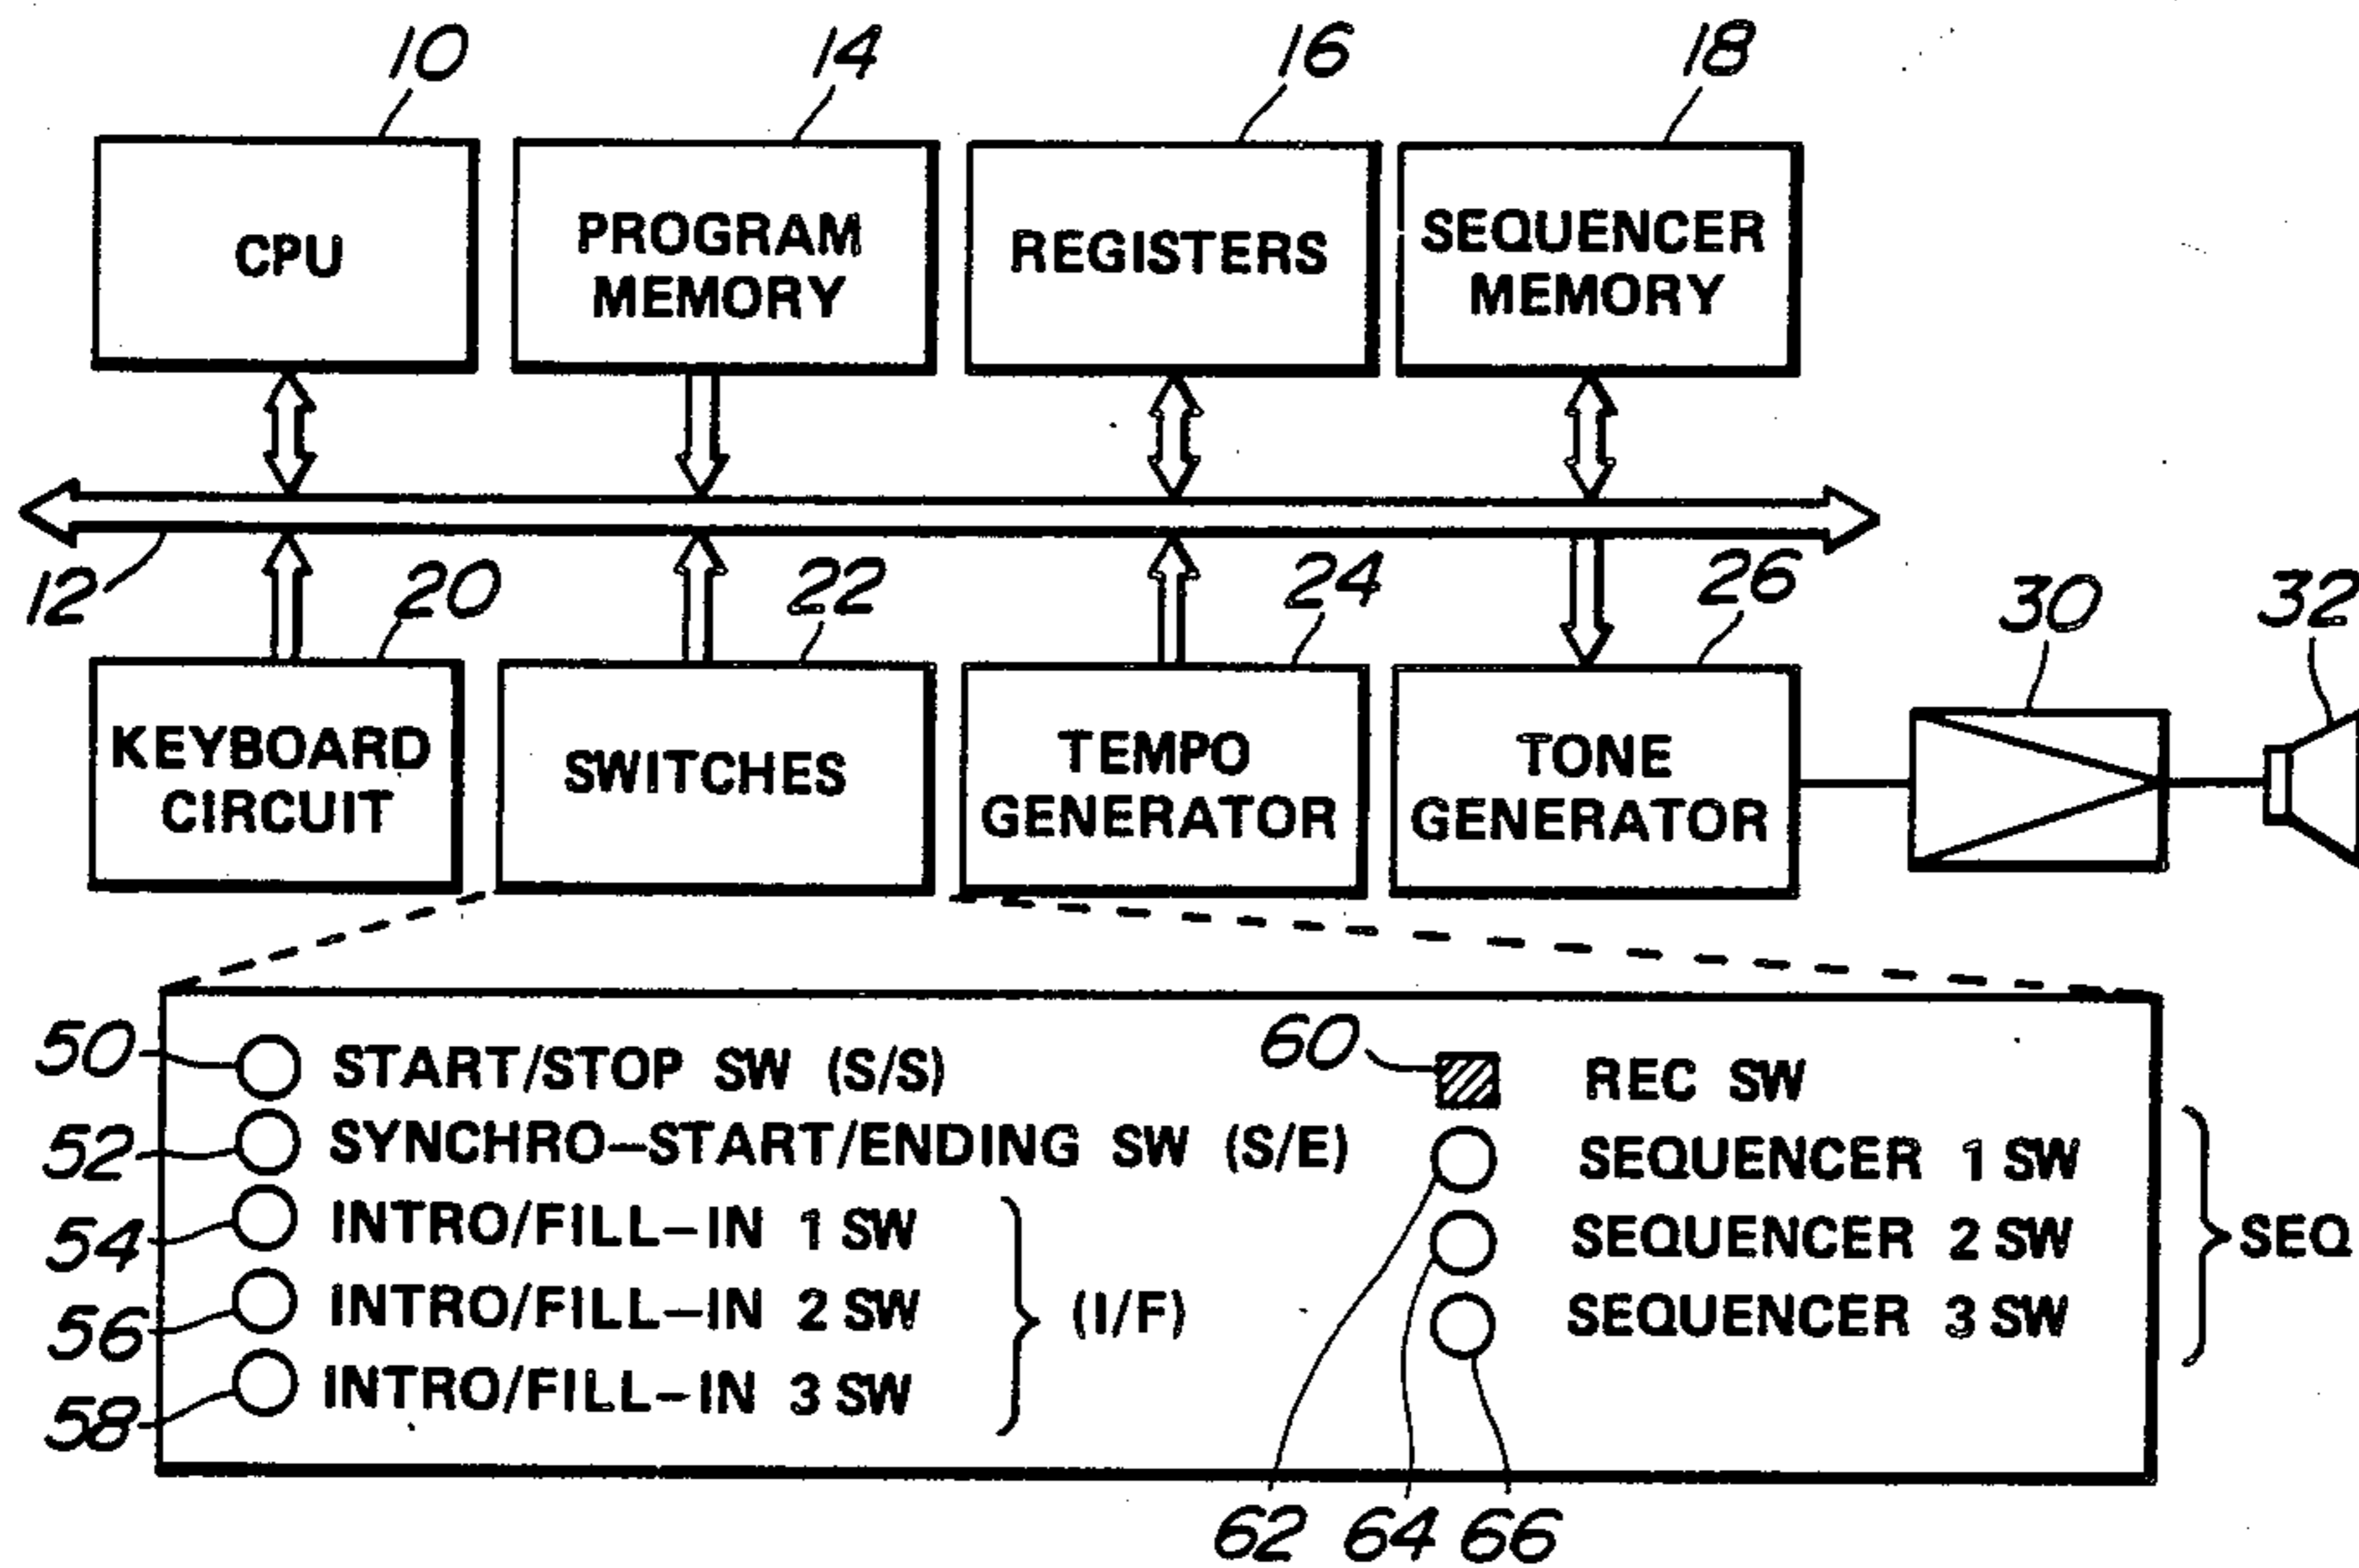 10
14
16
18
CPU
PROGRAM
MEMORY
REGISTERS
SEQUENCER
MEMORY
12
20
22
24
26
30
32
KEYBOARD
CIRCUIT
SWITCHES
TEMPO
GENERATOR
TONE
GENERATOR
50
START/STOP SW (S/S)
52
SYNCHRO-START/ENDING SW (S/E)
54
INTRO/FILL-IN 1 SW
56
INTRO/FILL-IN 2 SW
58
INTRO/FILL-IN 3 SW
(I/F)
60
REC SW
SEQUENCER 1 SW
SEQUENCER 2 SW
SEQUENCER 3 SW
SEQ
62
64
66